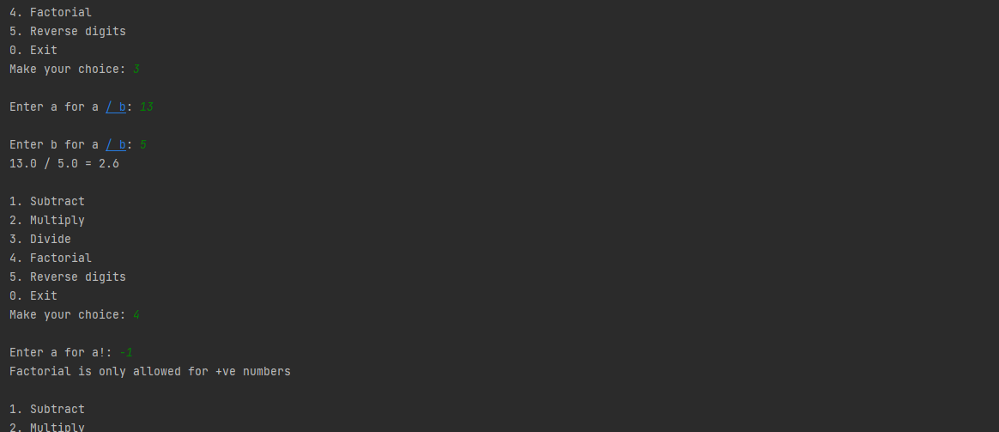 4. Factorial
5. Reverse digits
0. Exit
Make your choice: 3
Enter a for a / b: 13
Enter b for a / b: 5
13.0 / 5.0 = 2.6
1. Subtract
2. Multiply
3. Divide
4. Factorial
5. Reverse digits
0. Exit
Make your choice: 4
Enter a for a!: -1
Factorial is only allowed for +ve numbers
1. Subtract
2. Multiply